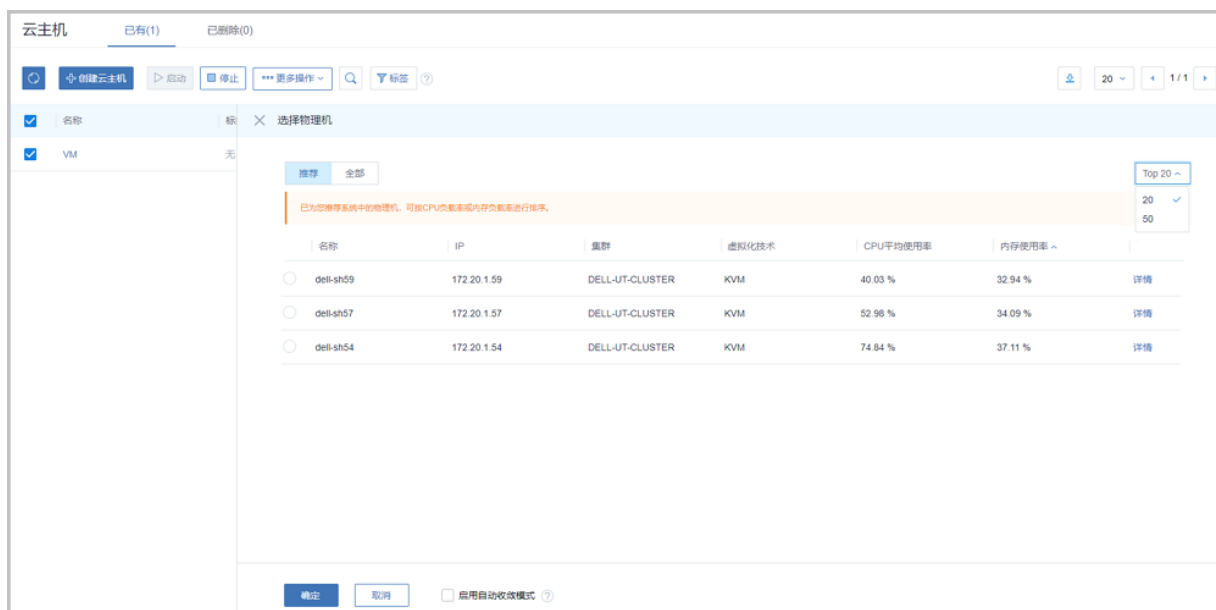 云主机 已有(1) 已删除(0)
创建云主机 启动 停止 更多操作 标签 20 1 / 1
名称 标
VM 无
选择物理机
推荐 全部 Top 20
已为您推荐系统中的物理机，可按CPU负载率或内存负载率进行排序。 20
50
名称 IP 集群 虚拟化技术 CPU平均使用率 内存使用率
dell-sh59 172.20.1.59 DELL-UT-CLUSTER KVM 40.03 % 32.94 % 详情
dell-sh57 172.20.1.57 DELL-UT-CLUSTER KVM 52.98 % 34.09 % 详情
dell-sh54 172.20.1.54 DELL-UT-CLUSTER KVM 74.84 % 37.11 % 详情
确定 取消 启用自动收敛模式